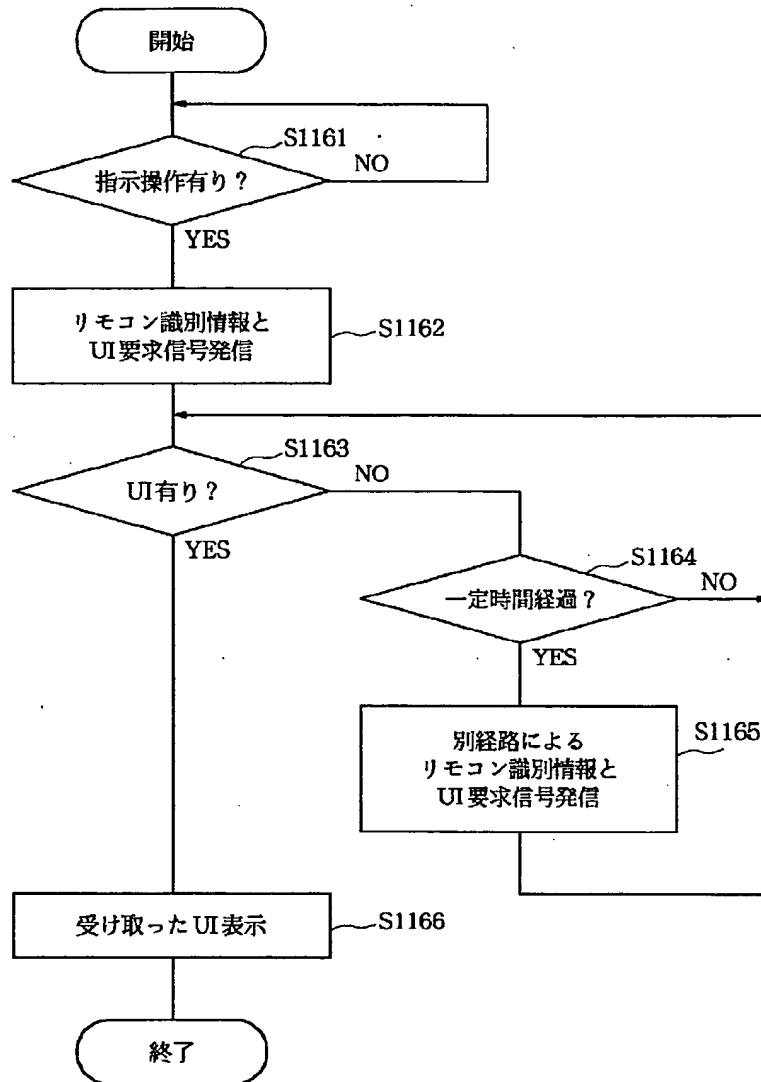 開始
S1161
指示操作有り？
NO
YES
リモコン識別情報と
UI要求信号発信
S1162
S1163
UI有り？
NO
YES
S1164
一定時間経過？
NO
YES
別経路による
リモコン識別情報と
UI要求信号発信
S1165
受け取ったUI表示
S1166
終了